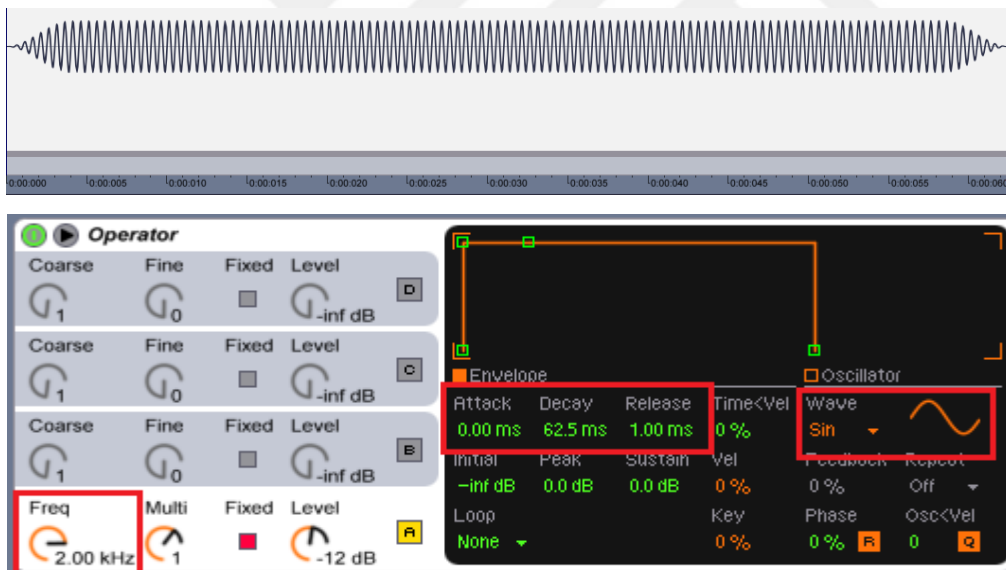 0:00:000 0:00:005 0:00:010 0:00:015 0:00:020 0:00:025 0:00:030 0:00:035 0:00:040 0:00:045 0:00:050 0:00:055 0:00:060
Operator
Coarse Fine Fixed Level
1 0 -inf dB D
Coarse Fine Fixed Level
1 0 -inf dB C
Coarse Fine Fixed Level
1 0 -inf dB B
Freq Multi Fixed Level
2.00 kHz 1 -12 dB A
Envelope Oscillator
Attack Decay Release Time<Vel Wave
0.00 ms 62.5 ms 1.00 ms 0 % Sin
Initial Peak Sustain Vel Feedback Repeat
-inf dB 0.0 dB 0.0 dB 0 % 0 % Off
Loop Key Phase Osc<Vel
None 0 % 0 % R 0 Q